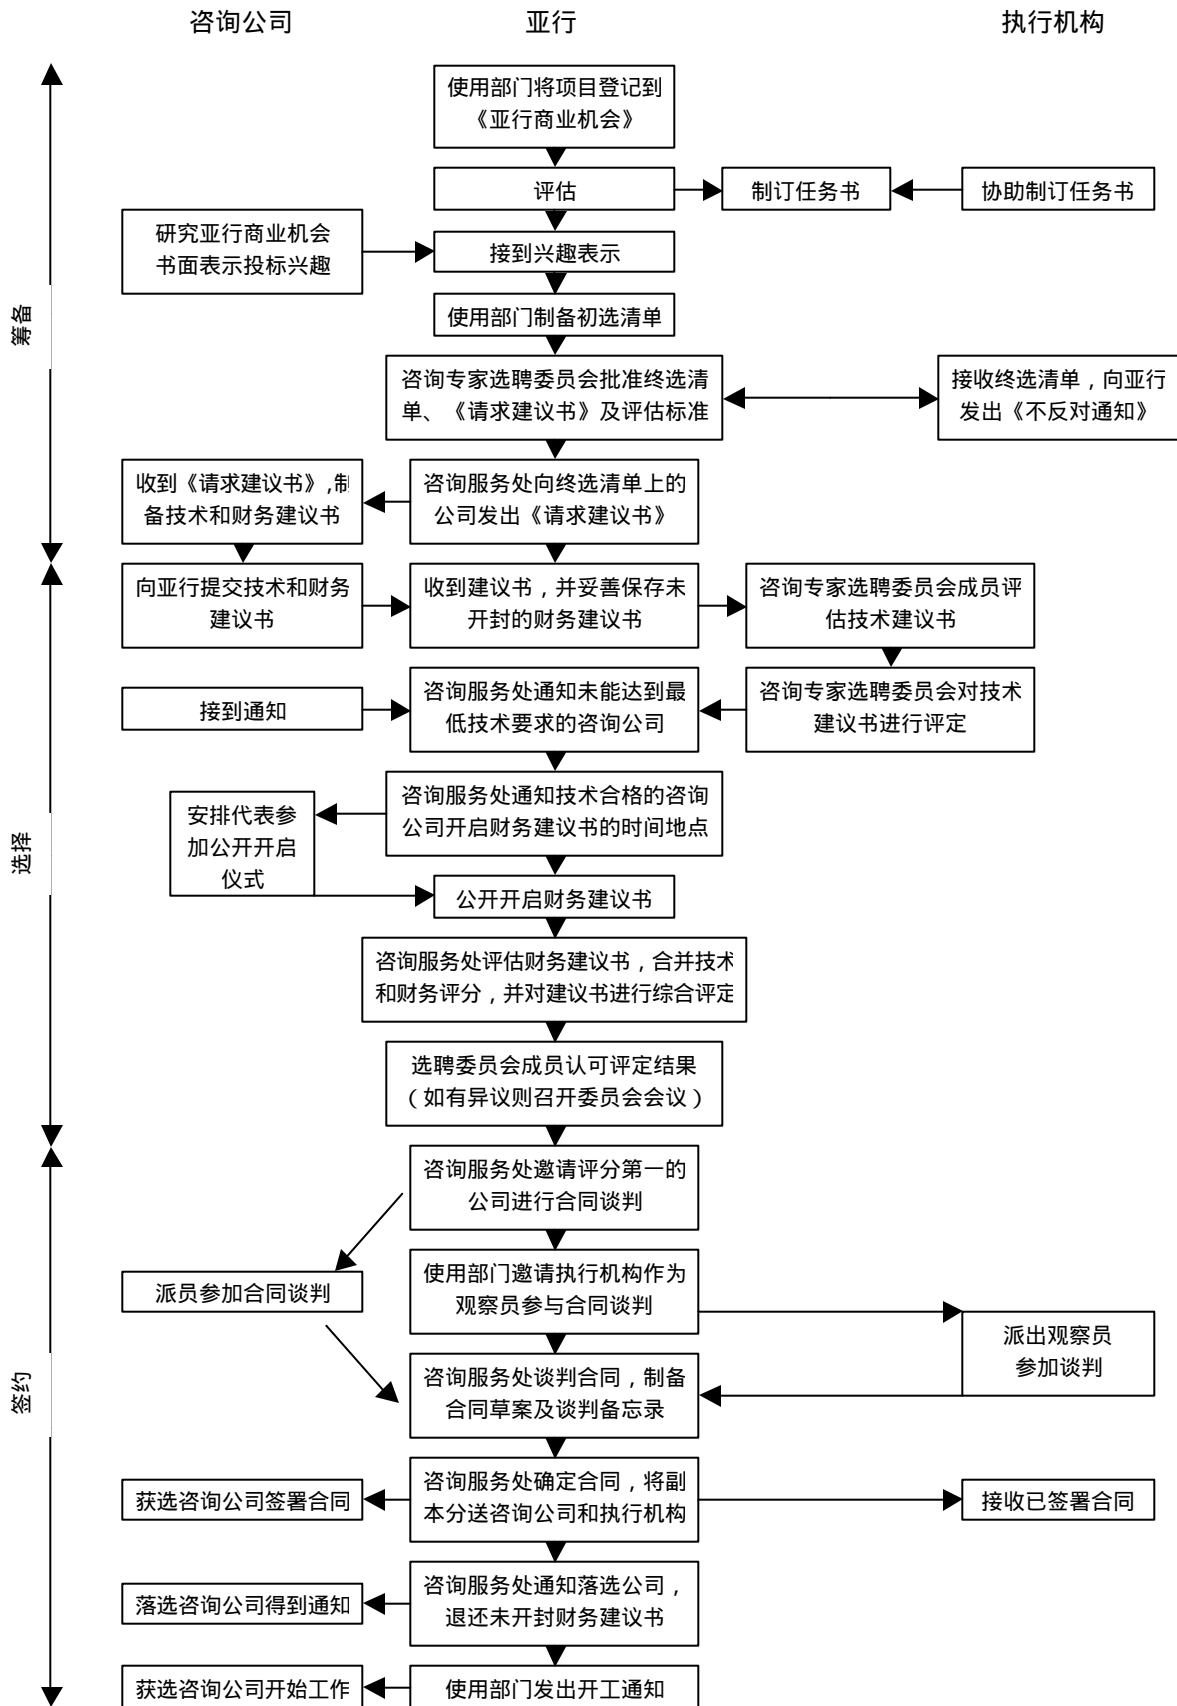 咨询公司
亚行
执行机构
使用部门将项目登记到
《亚行商业机会》
评估
制订任务书
协助制订任务书
研究亚行商业机会
书面表示投标兴趣
接到兴趣表示
使用部门制备初选清单
筹备
咨询专家选聘委员会批准终选清
单、《请求建议书》及评估标准
接收终选清单，向亚行
发出《不反对通知》
收到《请求建议书》,制
备技术和财务建议书
咨询服务处向终选清单上的
公司发出《请求建议书》
向亚行提交技术和财务
建议书
收到建议书，并妥善保存未
开封的财务建议书
咨询专家选聘委员会成员评
估技术建议书
接到通知
咨询服务处通知未能达到最
低技术要求的咨询公司
咨询专家选聘委员会对技术
建议书进行评定
咨询服务处通知技术合格的咨询
公司开启财务建议书的时间地点
安排代表参
加公开开启
仪式
选择
公开开启财务建议书
咨询服务处评估财务建议书，合并技术
和财务评分，并对建议书进行综合评定
选聘委员会成员认可评定结果
（如有异议则召开委员会会议）
咨询服务处邀请评分第一的
公司进行合同谈判
派员参加合同谈判
使用部门邀请执行机构作为
观察员参与合同谈判
派出观察员
参加谈判
签约
咨询服务处谈判合同，制备
合同草案及谈判备忘录
获选咨询公司签署合同
咨询服务处确定合同，将副
本分送咨询公司和执行机构
接收已签署合同
落选咨询公司得到通知
咨询服务处通知落选公司，
退还未开封财务建议书
获选咨询公司开始工作
使用部门发出开工通知